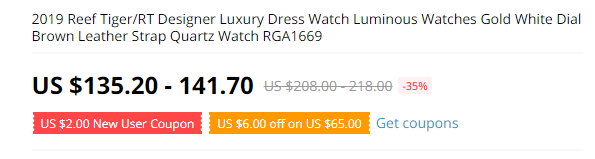 2019 Reef Tiger/RT Designer Luxury Dress Watch Luminous Watches Gold White Dial
Brown Leather Strap Quartz Watch RGA1669
US $135.20 - 141.70 US $208.00 - 218.00 -35%
US $2.00 New User Coupon US $6.00 off on US $65.00 Get coupons